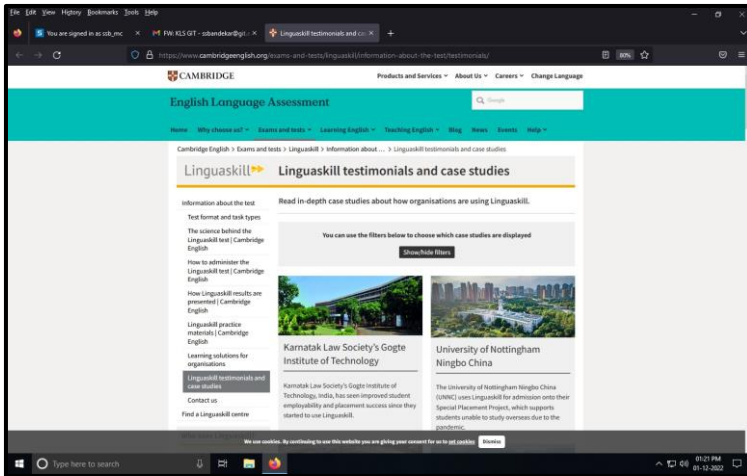 File Edit View History Bookmarks Tools Help
You are signed in as ssb_mc
FW: KLS GIT - ssbandekar@git.
Linguaskill testimonials and cas
https://www.cambridgeenglish.org/exams-and-tests/linguaskill/information-about-the-test/testimonials/
80%
CAMBRIDGE
Products and Services About Us Careers Change Language
English Language Assessment
Google
Home Why choose us? Exams and tests Learning English Teaching English Blog News Events Help
Cambridge English > Exams and tests > Linguaskill > Information about ... > Linguaskill testimonials and case studies
Linguaskill
Linguaskill testimonials and case studies
Information about the test
Test format and task types
The science behind the
Linguaskill test | Cambridge
English
How to administer the
Linguaskill test | Cambridge
English
How Linguaskill results are
presented | Cambridge
English
Linguaskill practice
materials | Cambridge
English
Learning solutions for
organisations
Linguaskill testimonials and
case studies
Contact us
Find a Linguaskill centre
Read in-depth case studies about how organisations are using Linguaskill.
You can use the filters below to choose which case studies are displayed
Show/hide filters
Karnatak Law Society's Gogte
Institute of Technology
Karnatak Law Society's Gogte Institute of
Technology, India, has seen improved student
employability and placement success since they
started to use Linguaskill.
University of Nottingham
Ningbo China
The University of Nottingham Ningbo China
(UNNC) uses Linguaskill for admission onto their
Special Placement Project, which supports
students unable to study overseas due to the
pandemic.
We use cookies. By continuing to use this website you are giving your consent for us to set cookies Dismiss
Type here to search
01:21 PM
01-12-2022